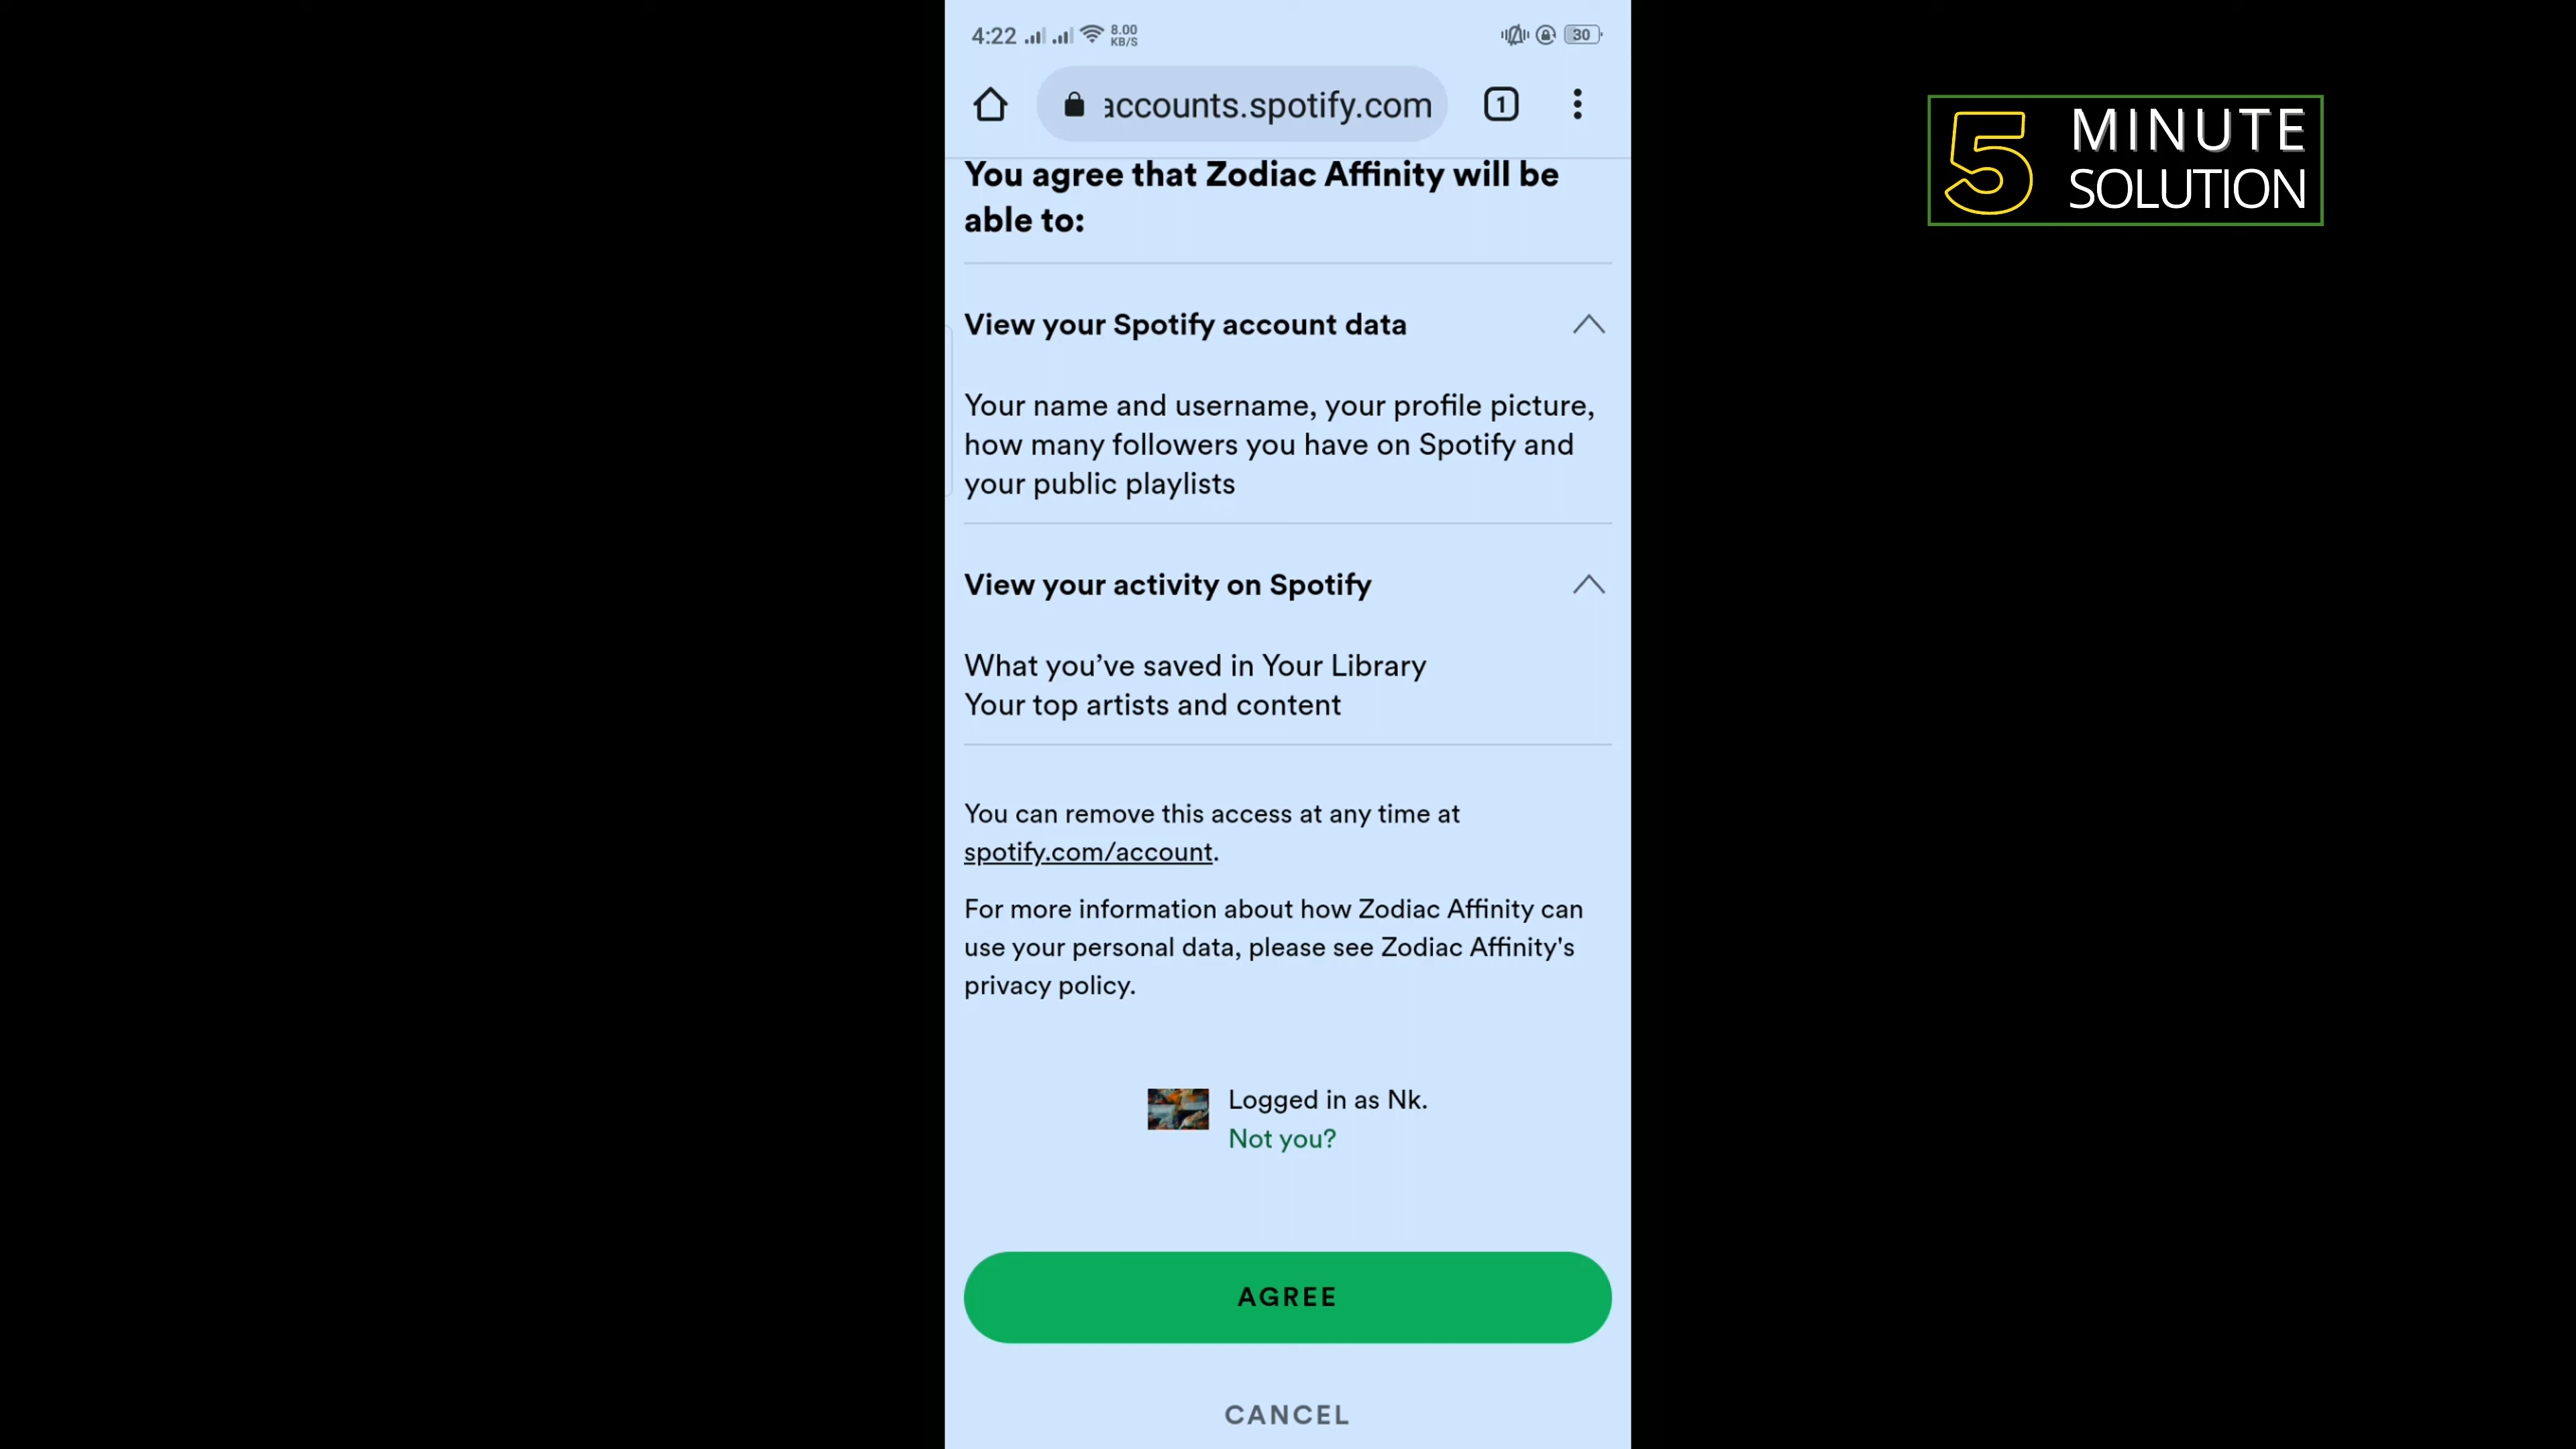 4:22 8.00 KB/S 30
accounts.spotify.com 1
5 MINUTE
SOLUTION
You agree that Zodiac Affinity will be
able to:
View your Spotify account data
Your name and username, your profile picture,
how many followers you have on Spotify and
your public playlists
View your activity on Spotify
What you’ve saved in Your Library
Your top artists and content
You can remove this access at any time at
spotify.com/account.
For more information about how Zodiac Affinity can
use your personal data, please see Zodiac Affinity's
privacy policy.
Logged in as Nk.
Not you?
AGREE
CANCEL